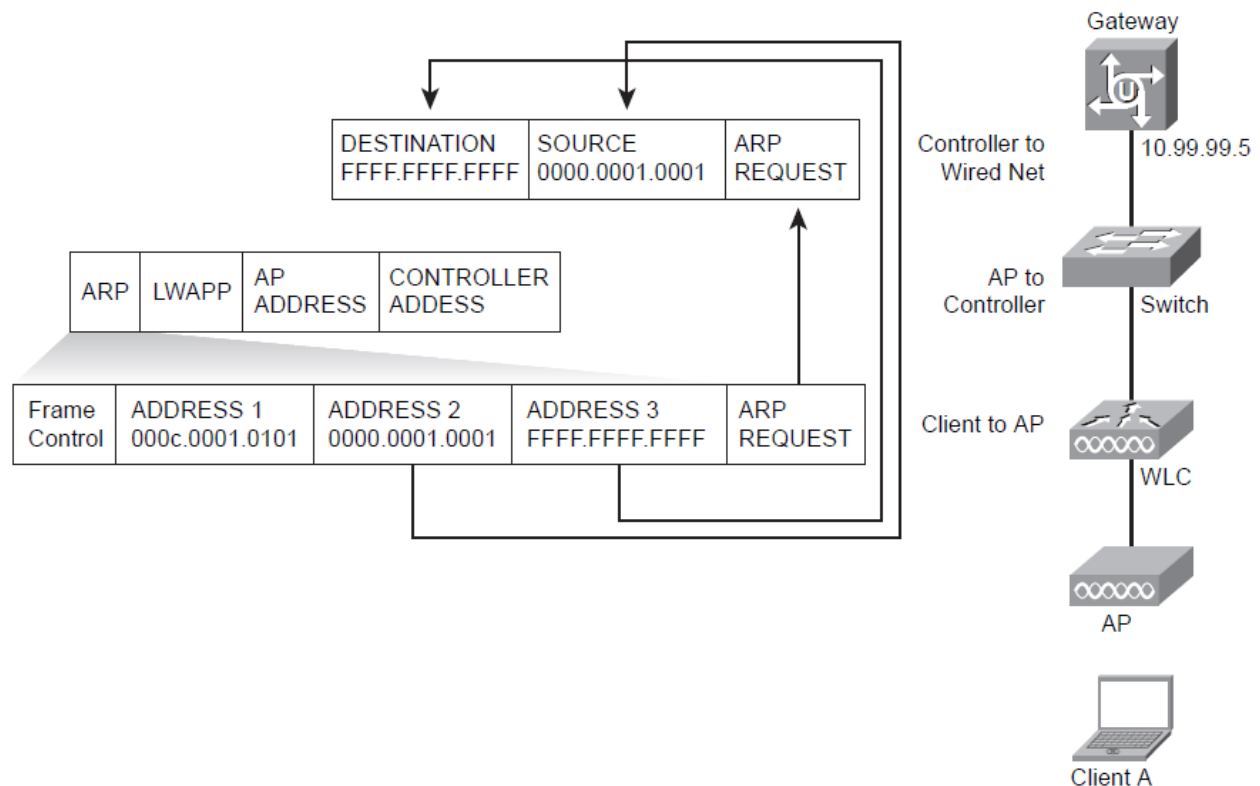 Gateway
10.99.99.5
Controller to
Wired Net
DESTINATION
FFFF.FFFF.FFFF
SOURCE
0000.0001.0001
ARP
REQUEST
U
ARP
LWAPP
AP
ADDRESS
CONTROLLER
ADDESS
AP to
Controller
Switch
Frame
Control
ADDRESS 1
000c.0001.0101
ADDRESS 2
0000.0001.0001
ADDRESS 3
FFFF.FFFF.FFFF
ARP
REQUEST
Client to AP
WLC
AP
Client A